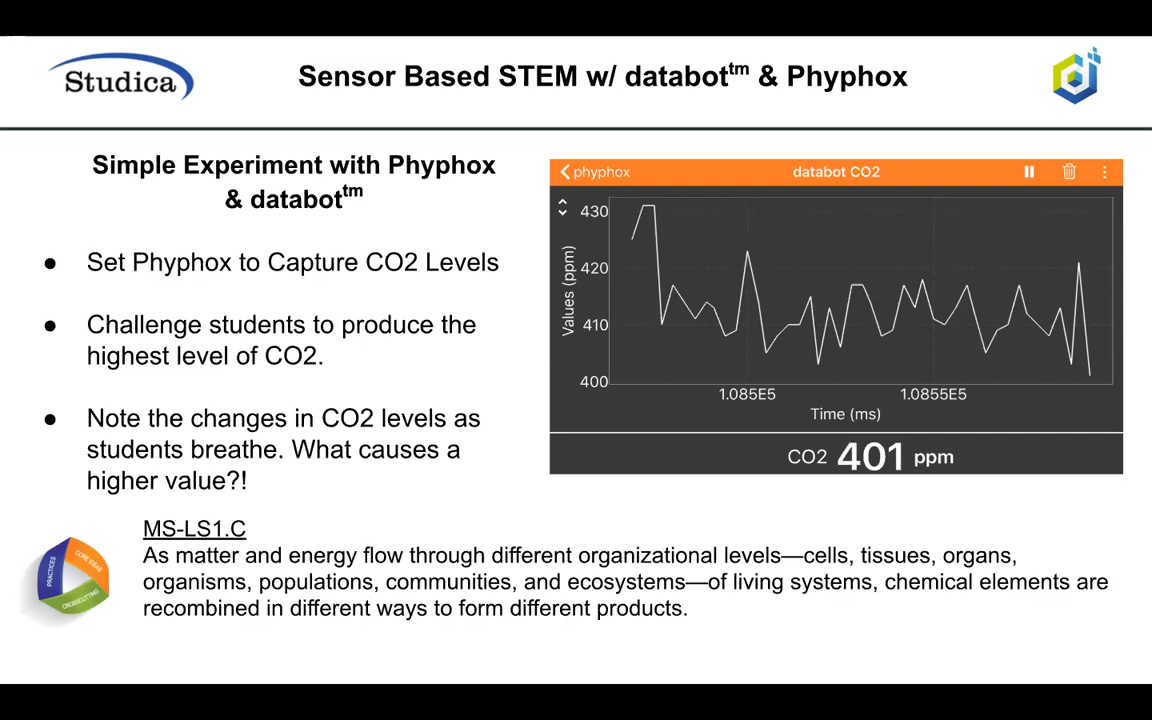 Studica
Sensor Based STEM w/ databot™ & Phyphox
Simple Experiment with Phyphox
& databot™
● Set Phyphox to Capture CO2 Levels
● Challenge students to produce the
highest level of CO2.
● Note the changes in CO2 levels as
students breathe. What causes a
higher value?!
phyphox
databot CO2
430
420
410
400
Values (ppm)
1.085E5
1.0855E5
Time (ms)
CO2 401 ppm
PRACTICES
CORE IDEAS
CROSSCUTTING
MS-LS1.C
As matter and energy flow through different organizational levels—cells, tissues, organs,
organisms, populations, communities, and ecosystems—of living systems, chemical elements are
recombined in different ways to form different products.